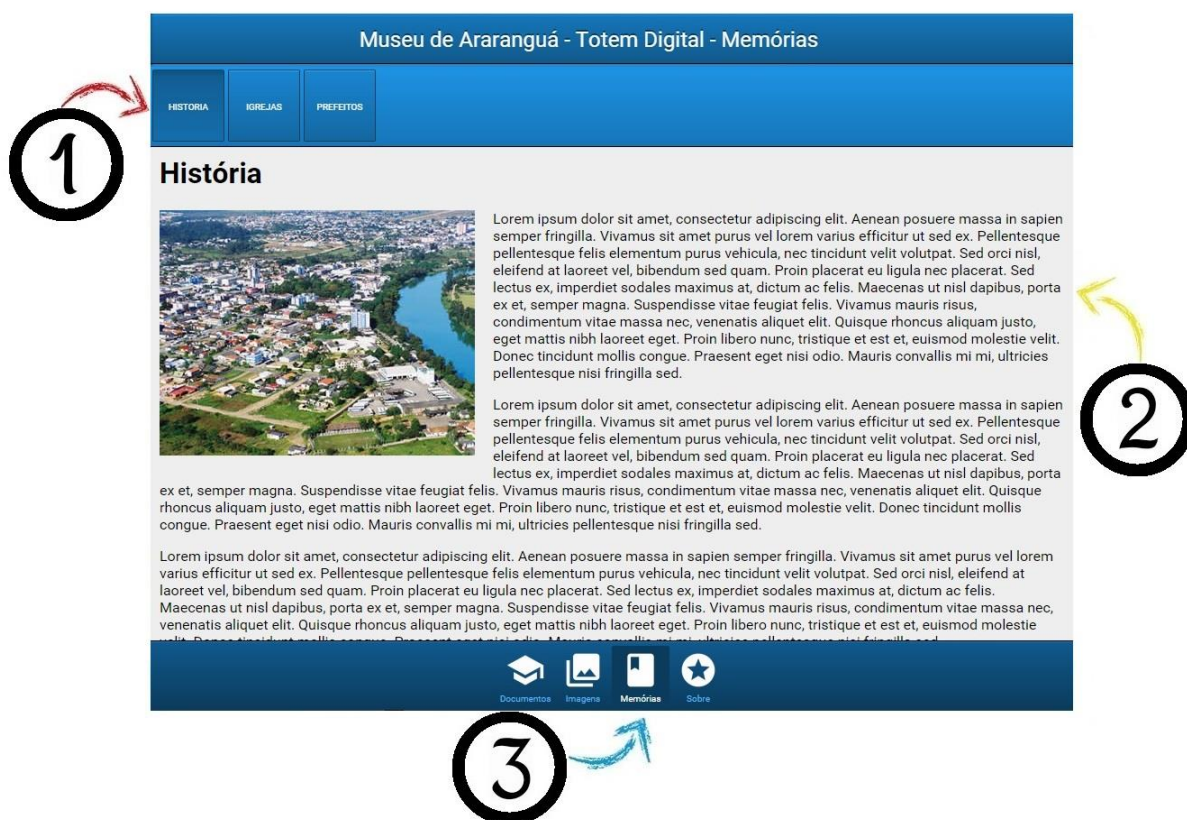 Museu de Araranguá - Totem Digital - Memórias
1
HISTORIA
IGREJAS
PREFEITOS
História
Lorem ipsum dolor sit amet, consectetur adipiscing elit. Aenean posuere massa in sapien
semper fringilla. Vivamus sit amet purus vel lorem varius efficitur ut sed ex. Pellentesque
pellentesque felis elementum purus vehicula, nec tincidunt velit volutpat. Sed orci nisl,
eleifend at laoreet vel, bibendum sed quam. Proin placerat eu ligula nec placerat. Sed
lectus ex, imperdiet sodales maximus at, dictum ac felis. Maecenas ut nisl dapibus, porta
ex et, semper magna. Suspendisse vitae feugiat felis. Vivamus mauris risus,
condimentum vitae massa nec, venenatis aliquet elit. Quisque rhoncus aliquam justo,
eget mattis nibh laoreet eget. Proin libero nunc, tristique et est et, euismod molestie velit.
Donec tincidunt mollis congue. Praesent eget nisi odio. Mauris convallis mi mi, ultricies
pellentesque nisi fringilla sed.
2
Lorem ipsum dolor sit amet, consectetur adipiscing elit. Aenean posuere massa in sapien
semper fringilla. Vivamus sit amet purus vel lorem varius efficitur ut sed ex. Pellentesque
pellentesque felis elementum purus vehicula, nec tincidunt velit volutpat. Sed orci nisl,
eleifend at laoreet vel, bibendum sed quam. Proin placerat eu ligula nec placerat. Sed
lectus ex, imperdiet sodales maximus at, dictum ac felis. Maecenas ut nisl dapibus, porta
ex et, semper magna. Suspendisse vitae feugiat felis. Vivamus mauris risus, condimentum vitae massa nec, venenatis aliquet elit. Quisque
rhoncus aliquam justo, eget mattis nibh laoreet eget. Proin libero nunc, tristique et est et, euismod molestie velit. Donec tincidunt mollis
congue. Praesent eget nisi odio. Mauris convallis mi mi, ultricies pellentesque nisi fringilla sed.
Lorem ipsum dolor sit amet, consectetur adipiscing elit. Aenean posuere massa in sapien semper fringilla. Vivamus sit amet purus vel lorem
varius efficitur ut sed ex. Pellentesque pellentesque felis elementum purus vehicula, nec tincidunt velit volutpat. Sed orci nisl, eleifend at
laoreet vel, bibendum sed quam. Proin placerat eu ligula nec placerat. Sed lectus ex, imperdiet sodales maximus at, dictum ac felis.
Maecenas ut nisl dapibus, porta ex et, semper magna. Suspendisse vitae feugiat felis. Vivamus mauris risus, condimentum vitae massa nec,
venenatis aliquet elit. Quisque rhoncus aliquam justo, eget mattis nibh laoreet eget. Proin libero nunc, tristique et est et, euismod molestie
velit. Donec tincidunt mollis congue. Praesent eget nisi odio. Mauris convallis mi mi, ultricies pellentesque nisi fringilla sed.
Documentos
Imagens
Memórias
Sobre
3